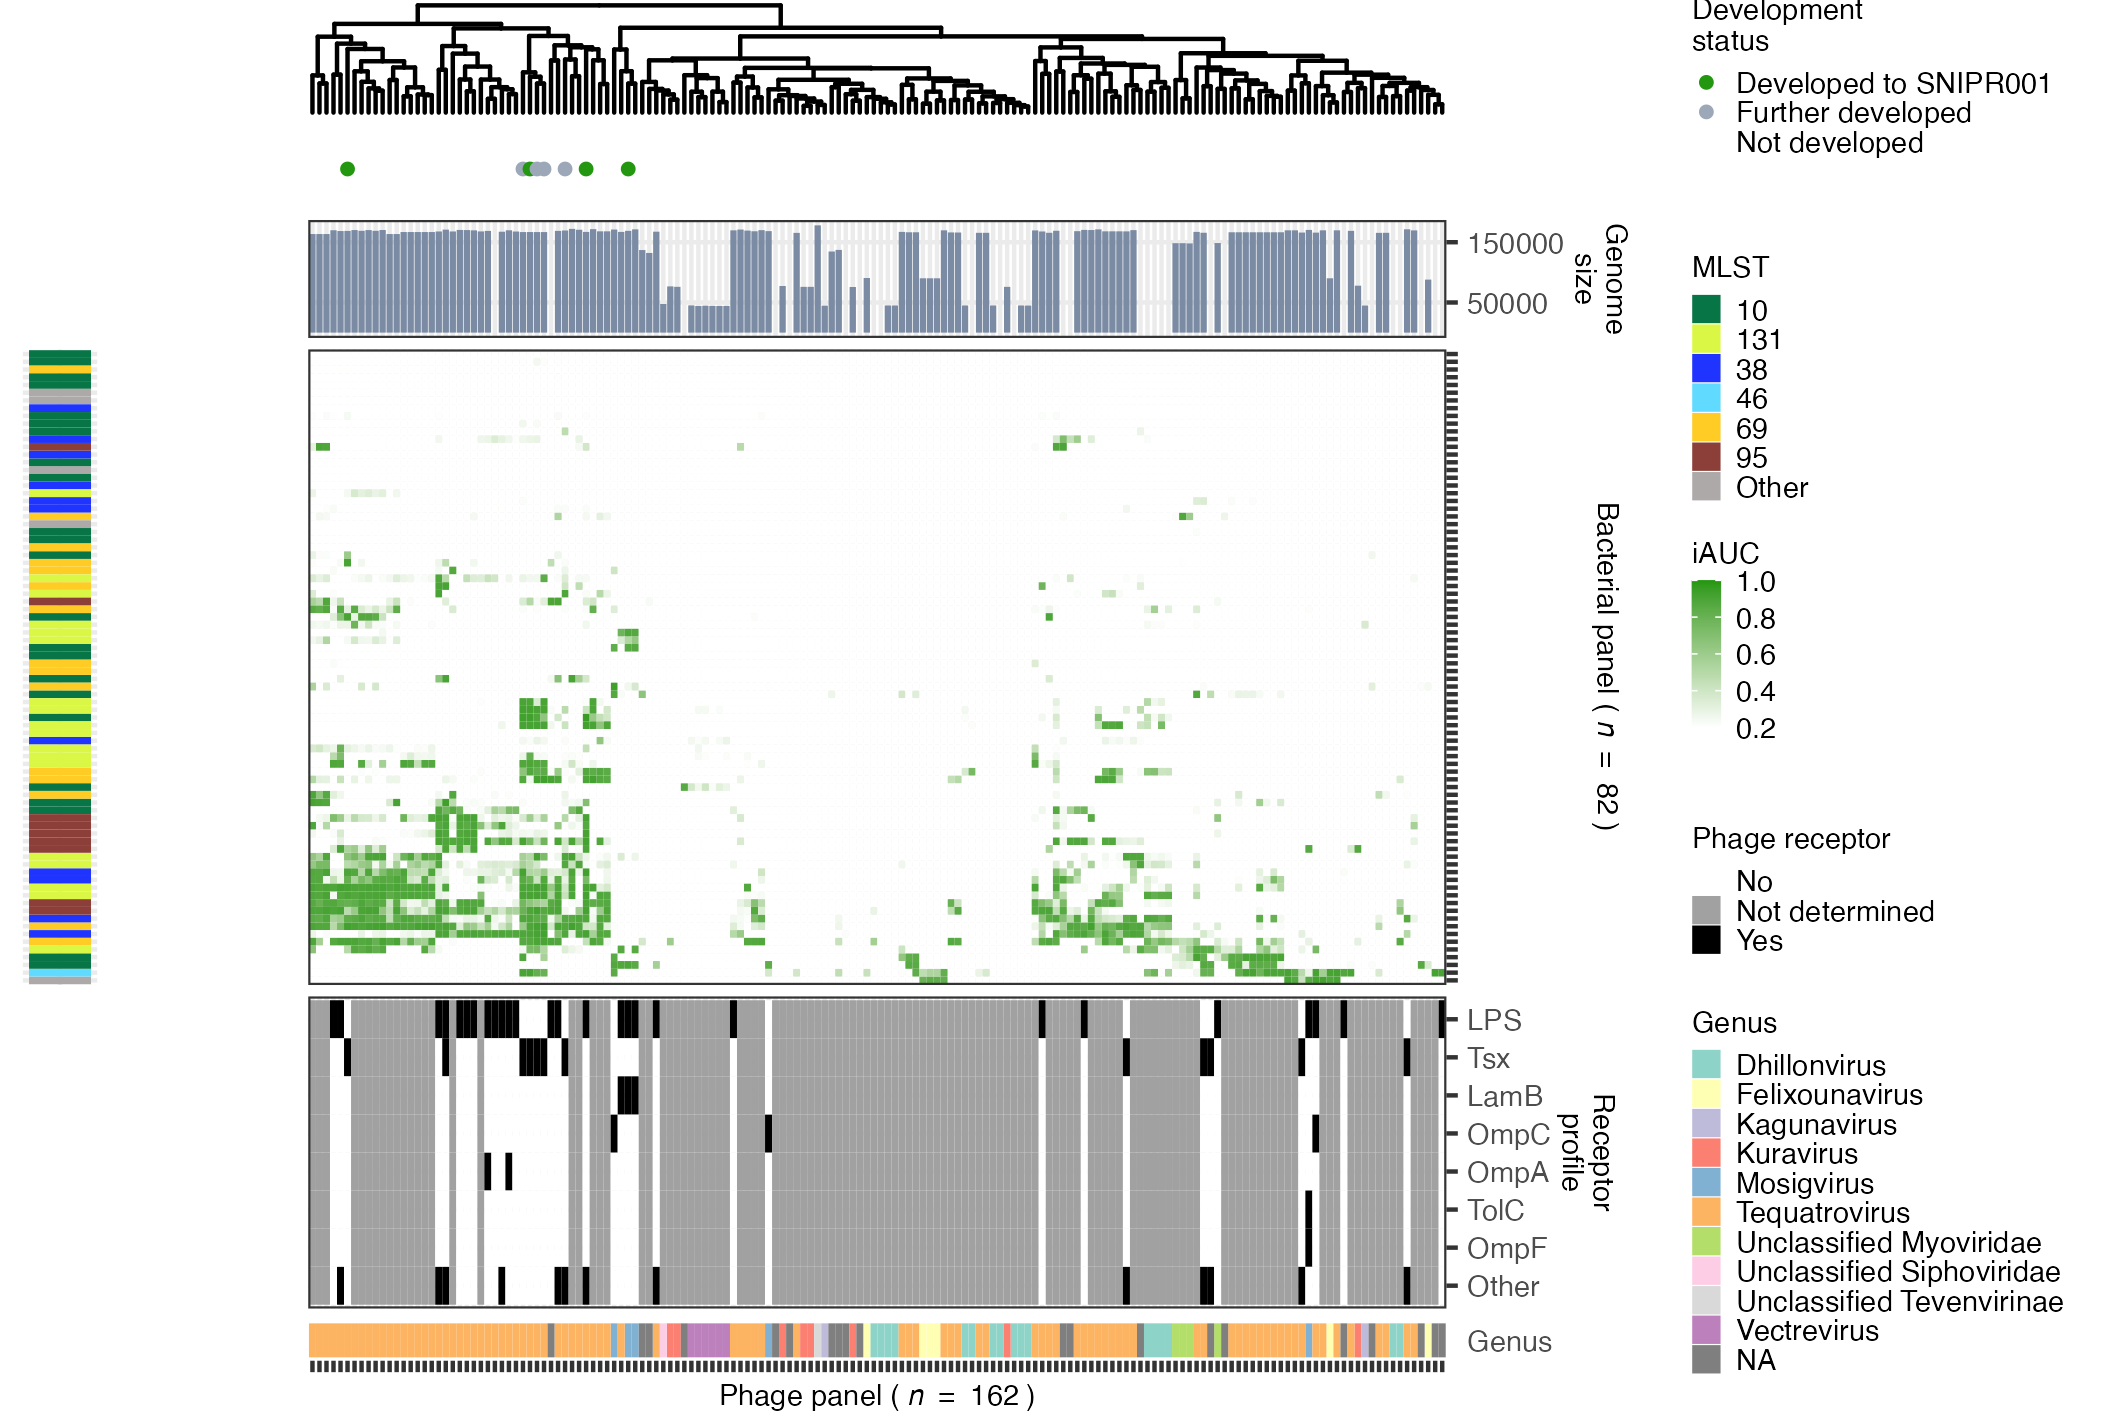 Development
status
Developed to SNIPR001
Further developed
Not developed
150000
50000
Genome
size
MLST
10
131
38
46
69
95
Other
iAUC
1.0
0.8
0.6
0.4
0.2
Bacterial panel ( n = 82 )
Phage receptor
No
Not determined
Yes
LPS
Tsx
LamB
OmpC
OmpA
TolC
OmpF
Other
Receptor
profile
Genus
Dhillonvirus
Felixounavirus
Kagunavirus
Kuravirus
Mosigvirus
Tequatrovirus
Unclassified Myoviridae
Unclassified Siphoviridae
Unclassified Tevenvirinae
Vectrevirus
NA
Genus
Phage panel ( n = 162 )